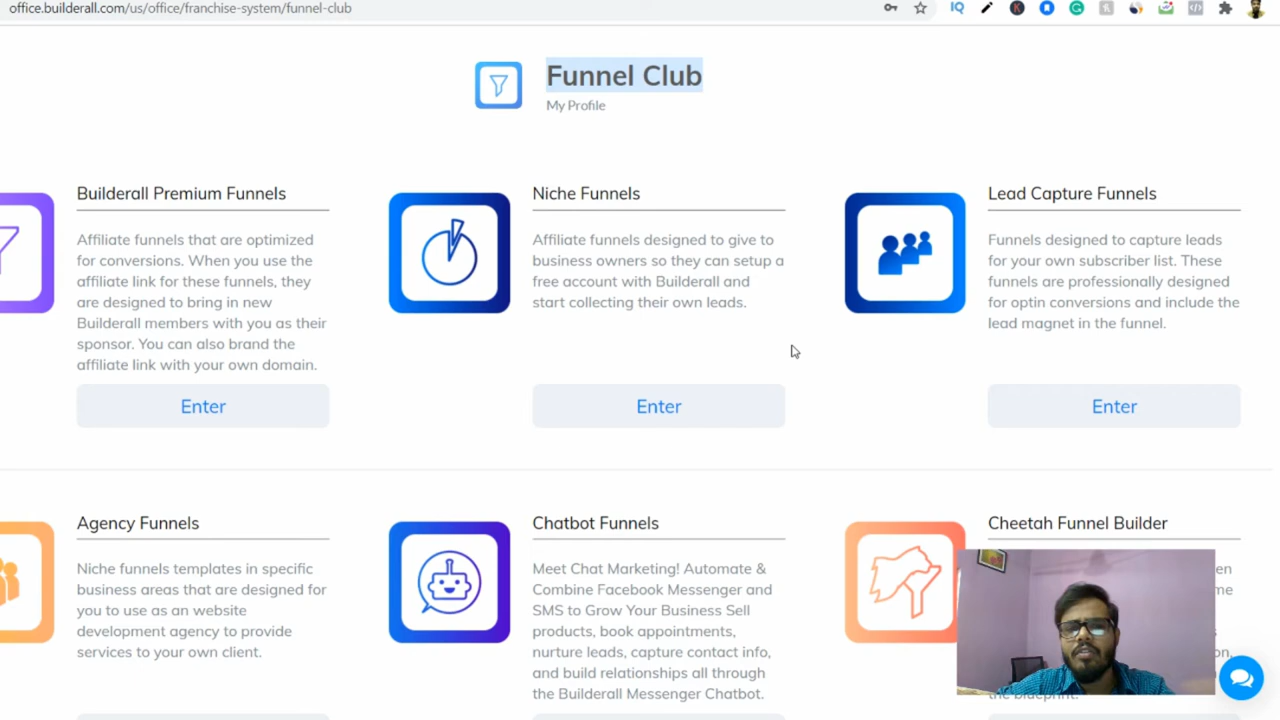 office.builderall.com/us/office/franchise-system/funnel-club
IQ
K
Funnel Club
My Profile
Builderall Premium Funnels
Affiliate funnels that are optimized
for conversions. When you use the
affiliate link for these funnels, they
are designed to bring in new
Builderall members with you as their
sponsor. You can also brand the
affiliate link with your own domain.
Enter
Niche Funnels
Affiliate funnels designed to give to
business owners so they can setup a
free account with Builderall and
start collecting their own leads.
Enter
Lead Capture Funnels
Funnels designed to capture leads
for your own subscriber list. These
funnels are professionally designed
for optin conversions and include the
lead magnet in the funnel.
Enter
Agency Funnels
Niche funnels templates in specific
business areas that are designed for
you to use as an website
development agency to provide
services to your own client.
Chatbot Funnels
Meet Chat Marketing! Automate &
Combine Facebook Messenger and
SMS to Grow Your Business Sell
products, book appointments,
nurture leads, capture contact info,
and build relationships all through
the Builderall Messenger Chatbot.
Cheetah Funnel Builder
the blueprint.